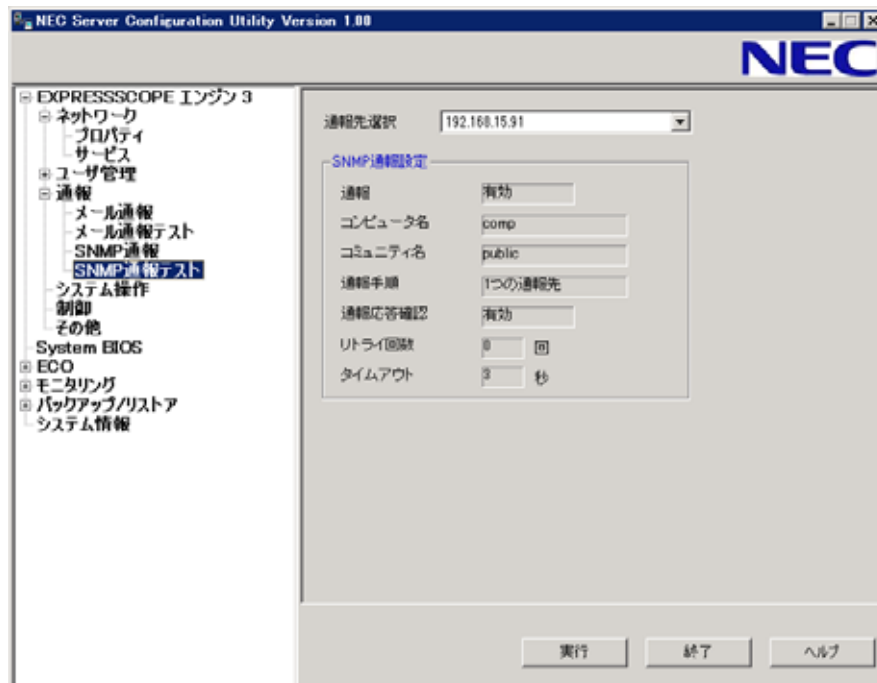 NEC Server Configuration Utility Version 1.00
NEC
EXPRESSSCOPE エンジン 3
ネットワーク
プロパティ
サービス
ユーザ管理
通報
メール通報
メール通報テスト
SNMP通報
SNMP通報テスト
システム操作
制御
その他
System BIOS
ECO
モニタリング
バックアップ/リストア
システム情報
通報先選択 192.168.15.91
SNMP通報設定
通報 有効
コンピュータ名 comp
コミュニティ名 public
通報手順 1つの通報先
通報応答確認 有効
リトライ回数 0 回
タイムアウト 3 秒
実行 終了 ヘルプ